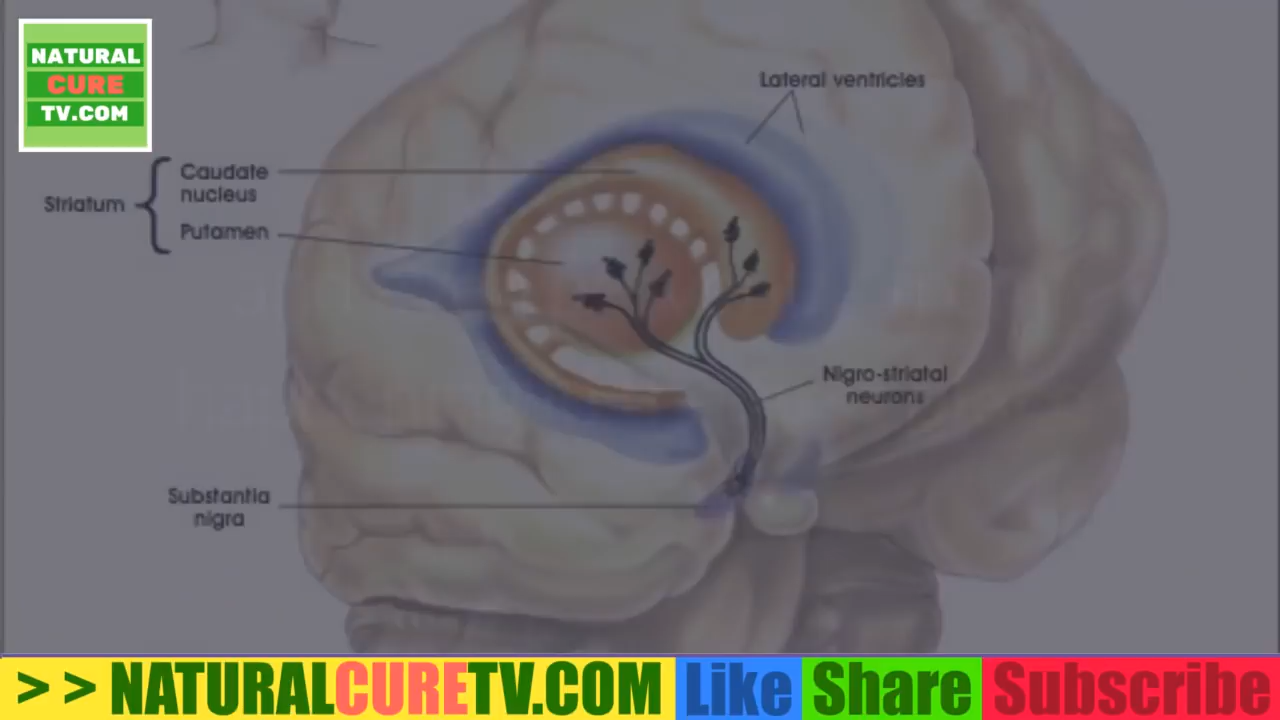 NATURAL
CURE
TV.COM
Lateral ventricles
Caudate
nucleus
Striatum
Putamen
Nigro-striatal
neurons
Substantia
nigra
> > NATURALCURETV.COM Like Share Subscribe